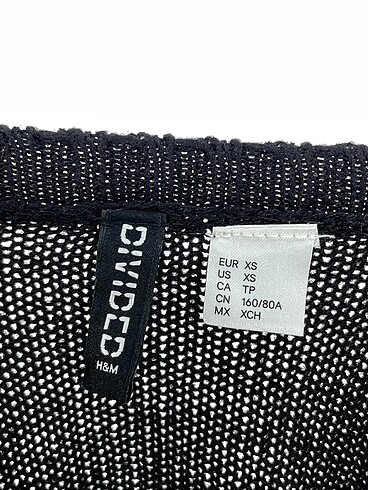 DIVIDED
H&M
EUR XS
US XS
CA TP
CN 160/80A
MX XCH